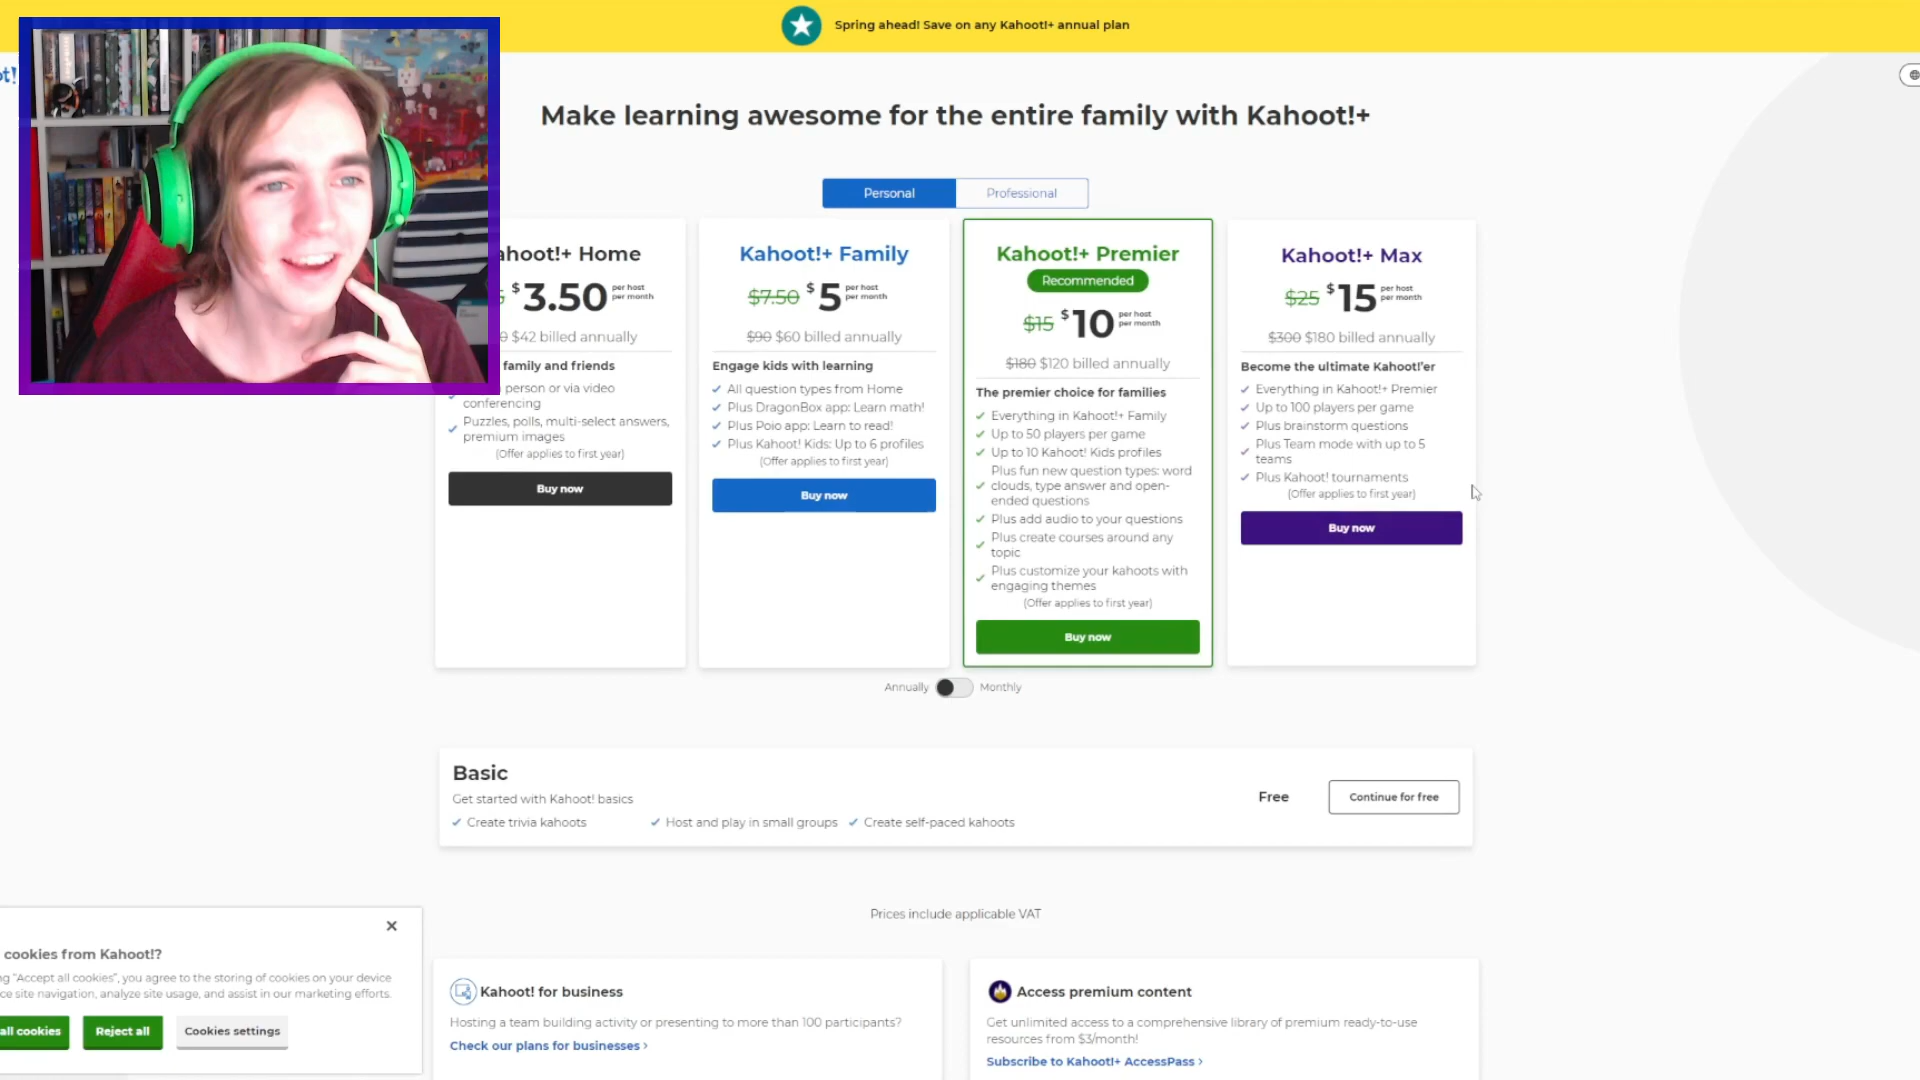 Spring ahead! Save on any Kahoot!+ annual plan
ot!
Make learning awesome for the entire family with Kahoot!+
Personal
Professional
ahoot!+ Home
$3.50 per host
per month
$42 billed annually
family and friends
person or via video
conferencing
Puzzles, polls, multi-select answers,
premium images
(Offer applies to first year)
Buy now
Kahoot!+ Family
$7.50 $5 per host
per month
$90 $60 billed annually
Engage kids with learning
All question types from Home
Plus DragonBox app: Learn math!
Plus Poio app: Learn to read!
Plus Kahoot! Kids: Up to 6 profiles
(Offer applies to first year)
Buy now
Kahoot!+ Premier
Recommended
$15 $10 per host
per month
$180 $120 billed annually
The premier choice for families
Everything in Kahoot!+ Family
Up to 50 players per game
Up to 10 Kahoot! Kids profiles
Plus fun new question types: word
clouds, type answer and open-
ended questions
Plus add audio to your questions
Plus create courses around any
topic
Plus customize your kahoots with
engaging themes
(Offer applies to first year)
Buy now
Kahoot!+ Max
$25 $15 per host
per month
$300 $180 billed annually
Become the ultimate Kahoot!'er
Everything in Kahoot!+ Premier
Up to 100 players per game
Plus brainstorm questions
Plus Team mode with up to 5
teams
Plus Kahoot! tournaments
(Offer applies to first year)
Buy now
Annually Monthly
Basic
Get started with Kahoot! basics
Create trivia kahoots
Host and play in small groups
Create self-paced kahoots
Free
Continue for free
Prices include applicable VAT
cookies from Kahoot!?
ng "Accept all cookies", you agree to the storing of cookies on your device
ce site navigation, analyze site usage, and assist in our marketing efforts.
all cookies
Reject all
Cookies settings
Kahoot! for business
Hosting a team building activity or presenting to more than 100 participants?
Check our plans for businesses ›
Access premium content
Get unlimited access to a comprehensive library of premium ready-to-use
resources from $3/month!
Subscribe to Kahoot!+ AccessPass ›